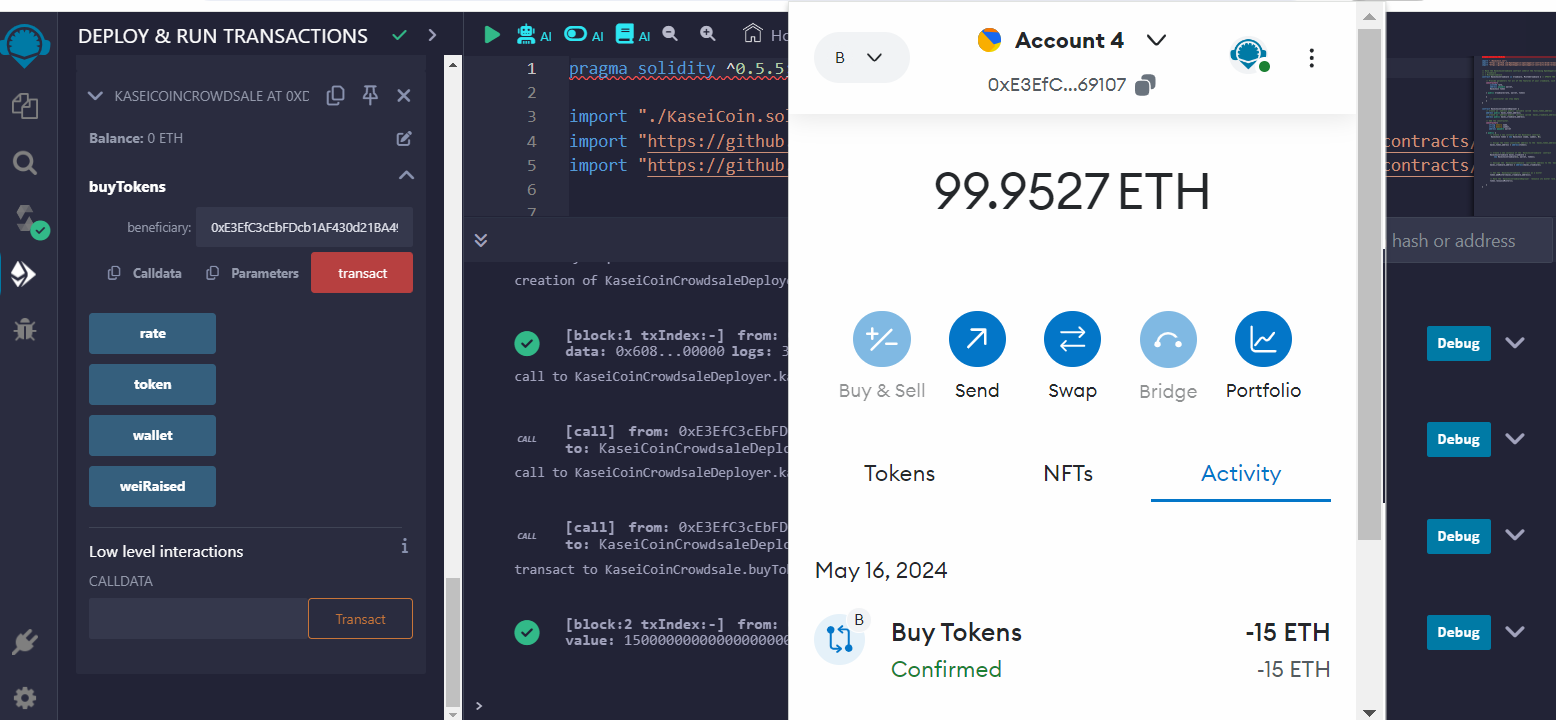 DEPLOY & RUN TRANSACTIONS
KASEICOINCROWDSALE AT 0XD
Balance: 0 ETH
buyTokens
beneficiary: 0xE3EfC3cEbFDcb1AF430d21BA49
Calldata Parameters transact
rate
token
wallet
weiRaised
Low level interactions
i
CALLDATA
Transact
AI AI AI Ho
1 pragma solidity ^0.5.5;
2
3 import "./KaseiCoin.so
4 import "https://github. contracts/
5 import "https://github. contracts/
6
7
hash or address
creation of KaseiCoinCrowdsaleDeploye
[block:1 txIndex:-] from:
data: 0x608...00000 logs: 3
Debug
call to KaseiCoinCrowdsaleDeployer.ka
CALL [call] from: 0xE3EfC3cEbFD
to: KaseiCoinCrowdsaleDeplo
Debug
call to KaseiCoinCrowdsaleDeployer.ka
CALL [call] from: 0xE3EfC3cEbFD
to: KaseiCoinCrowdsaleDeplo
Debug
transact to KaseiCoinCrowdsale.buyTok
[block:2 txIndex:-] from:
value: 15000000000000000000
Debug
>
B
Account 4
0xE3EfC...69107
99.9527 ETH
Buy & Sell Send Swap Bridge Portfolio
Tokens NFTs Activity
May 16, 2024
B
Buy Tokens -15 ETH
Confirmed -15 ETH